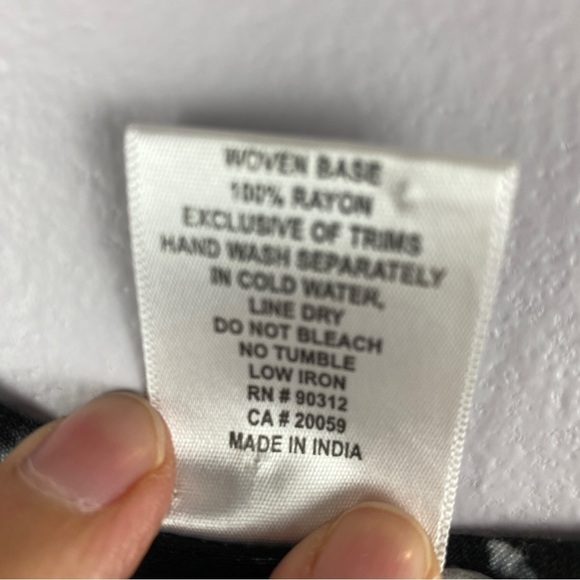 WOVEN BASE
100% RAYON
EXCLUSIVE OF TRIMS
HAND WASH SEPARATELY
IN COLD WATER,
LINE DRY
DO NOT BLEACH
NO TUMBLE
LOW IRON
RN # 90312
CA # 20059
MADE IN INDIA